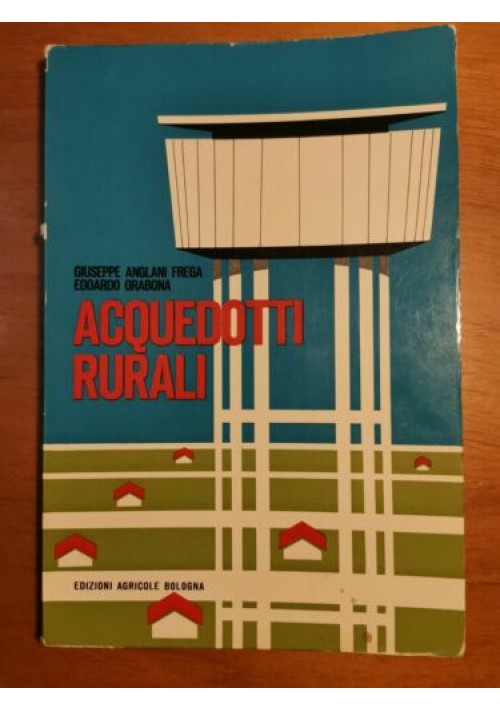 GIUSEPPE ANGLANI FREGA
EDOARDO ORABONA
ACQUEDOTTI
RURALI
EDIZIONI AGRICOLE BOLOGNA